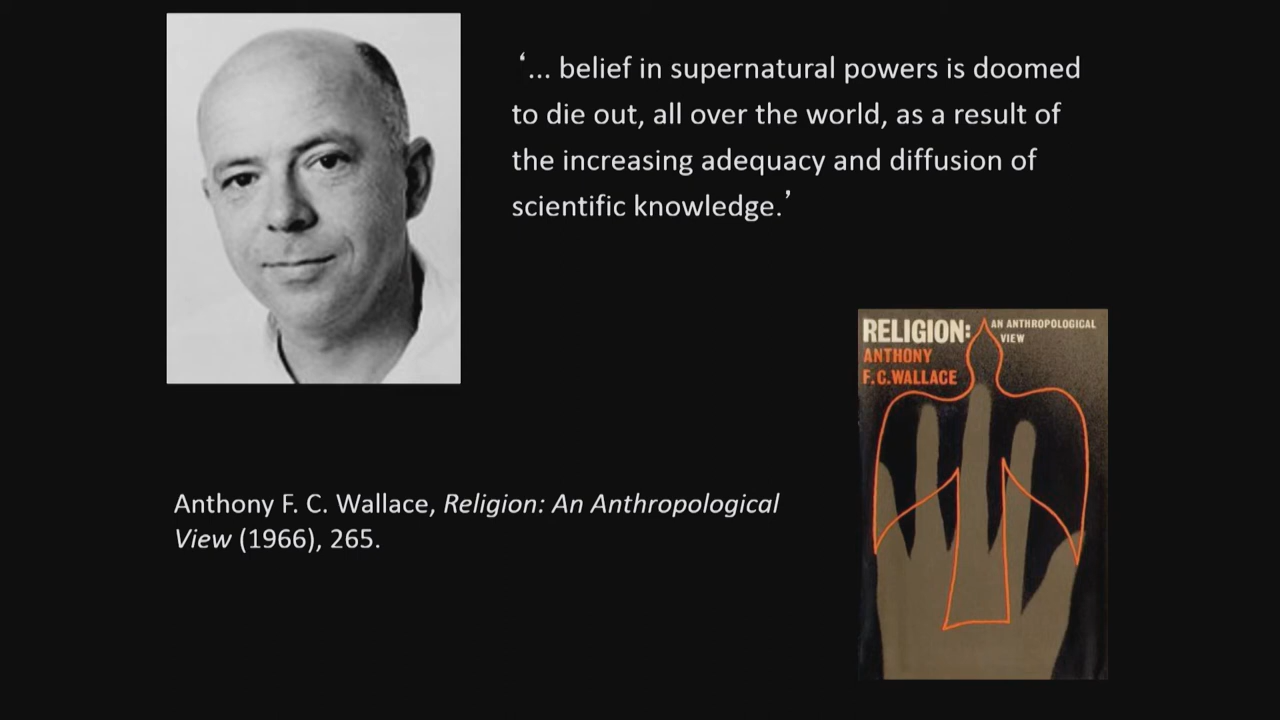 ‘... belief in supernatural powers is doomed
to die out, all over the world, as a result of
the increasing adequacy and diffusion of
scientific knowledge.’
RELIGION: AN ANTHROPOLOGICAL
VIEW
ANTHONY
F.C.WALLACE
Anthony F. C. Wallace, Religion: An Anthropological
View (1966), 265.